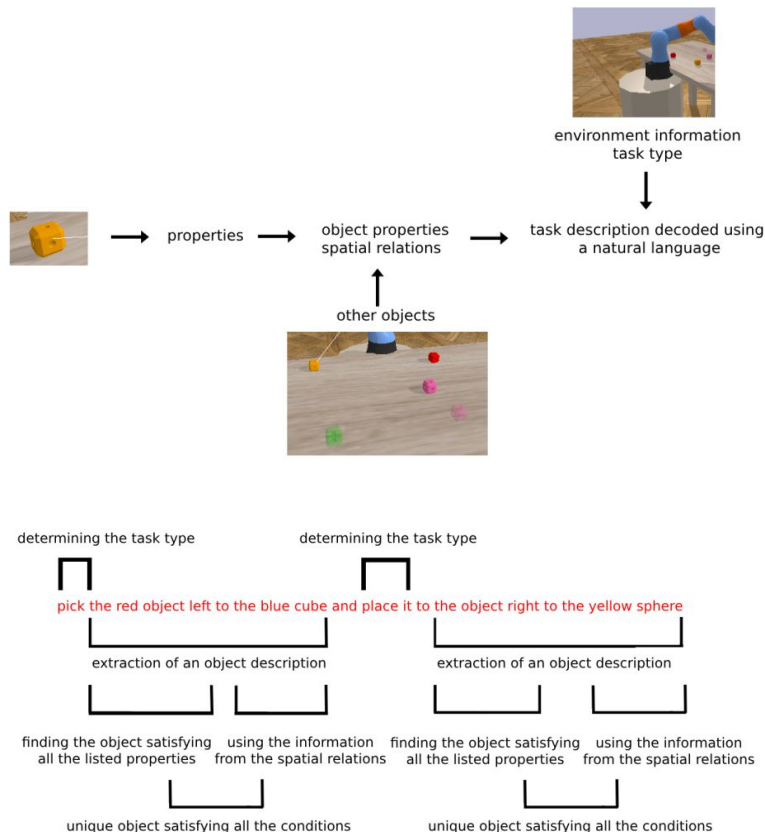 environment information
task type
properties
object properties
spatial relations
task description decoded using
a natural language
other objects
determining the task type
determining the task type
pick the red object left to the blue cube and place it to the object right to the yellow sphere
extraction of an object description
extraction of an object description
finding the object satisfying
all the listed properties
using the information
from the spatial relations
finding the object satisfying
all the listed properties
using the information
from the spatial relations
unique object satisfying all the conditions
unique object satisfying all the conditions